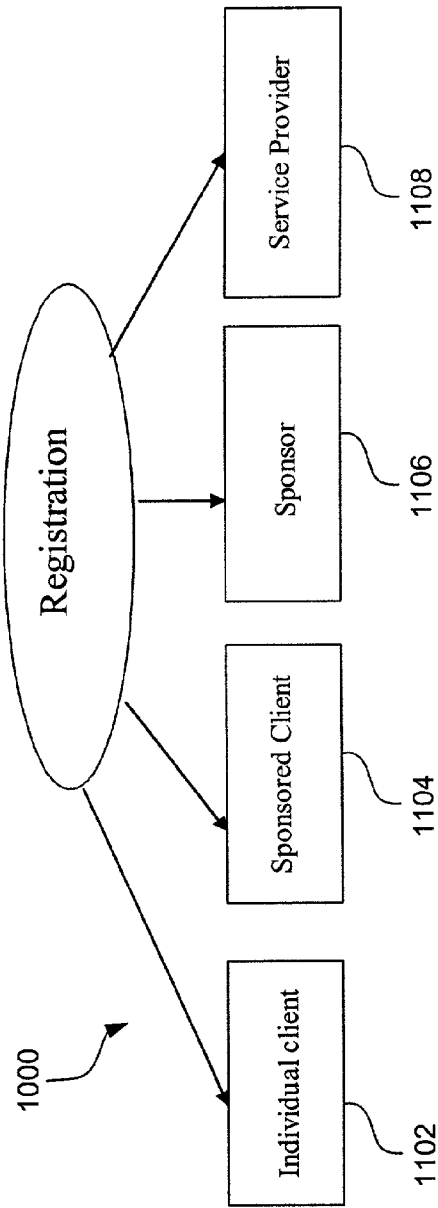 Registration
1000
Individual client
Sponsored Client
Sponsor
Service Provider
1102
1104
1106
1108